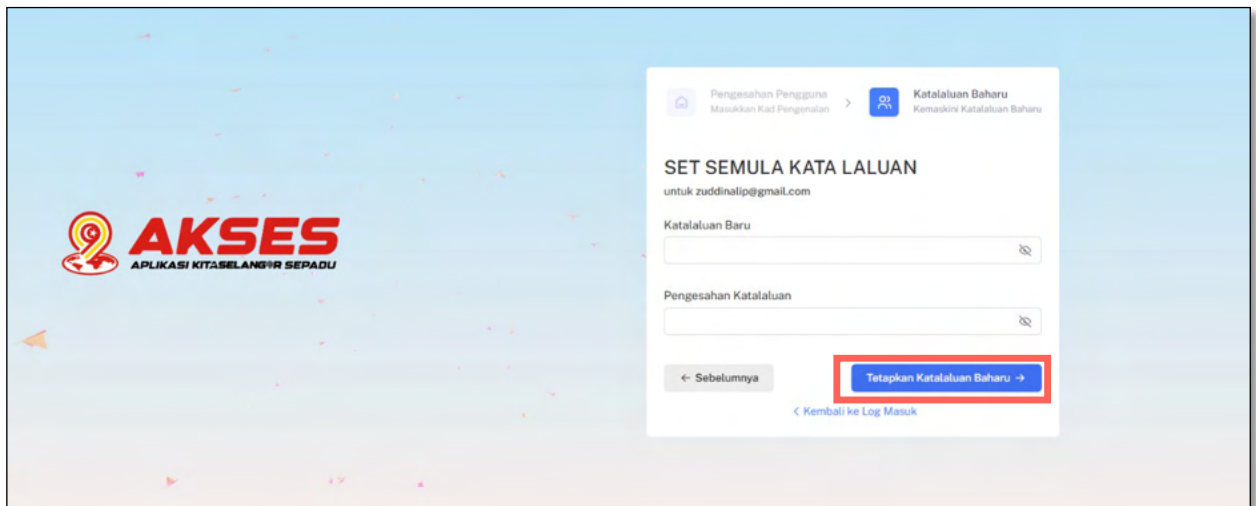 Pengesahan Pengguna
Masukkan Kad Pengenalan
>
Katalaluan Baharu
Kemaskini Katalaluan Baharu
SET SEMULA KATA LALUAN
untuk zuddinalip@gmail.com
Katalaluan Baru
AKSES
APLIKASI KITASELANGOR SEPADU
Pengesahan Katalaluan
← Sebelumnya
Tetapkan Katalaluan Baharu →
< Kembali ke Log Masuk